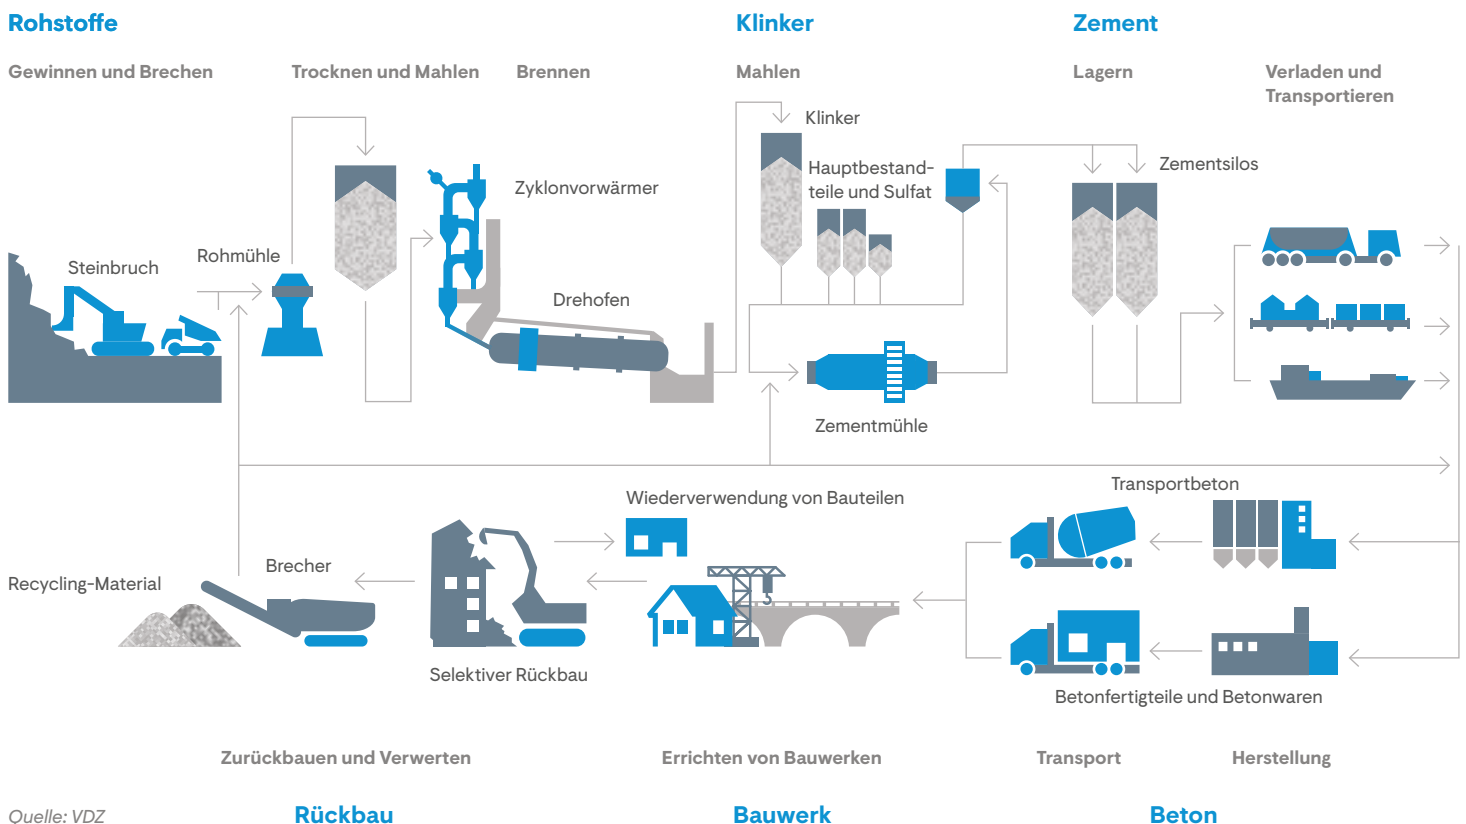 Rohstoffe
Klinker
Zement
Gewinnen und Brechen
Trocknen und Mahlen
Brennen
Mahlen
Lagern
Verladen und
Transportieren
Klinker
Hauptbestand-
teile und Sulfat
Zementsilos
Zyklonvorwärmer
Rohmühle
Steinbruch
Drehofen
Zementmühle
Transportbeton
Wiederverwendung von Bauteilen
Brecher
Recycling-Material
Selektiver Rückbau
Betonfertigteile und Betonwaren
Zurückbauen und Verwerten
Errichten von Bauwerken
Transport
Herstellung
Quelle: VDZ
Rückbau
Bauwerk
Beton